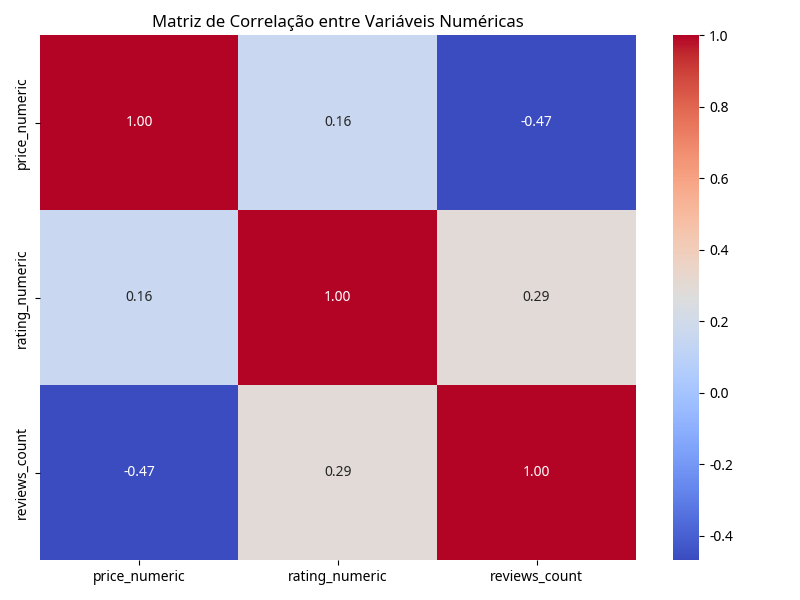 Matriz de Correlação entre Variáveis Numéricas
price_numeric
1.00
0.16
-0.47
rating_numeric
0.16
1.00
0.29
reviews_count
-0.47
0.29
1.00
price_numeric
rating_numeric
reviews_count
1.0
0.8
0.6
0.4
0.2
0.0
-0.2
-0.4